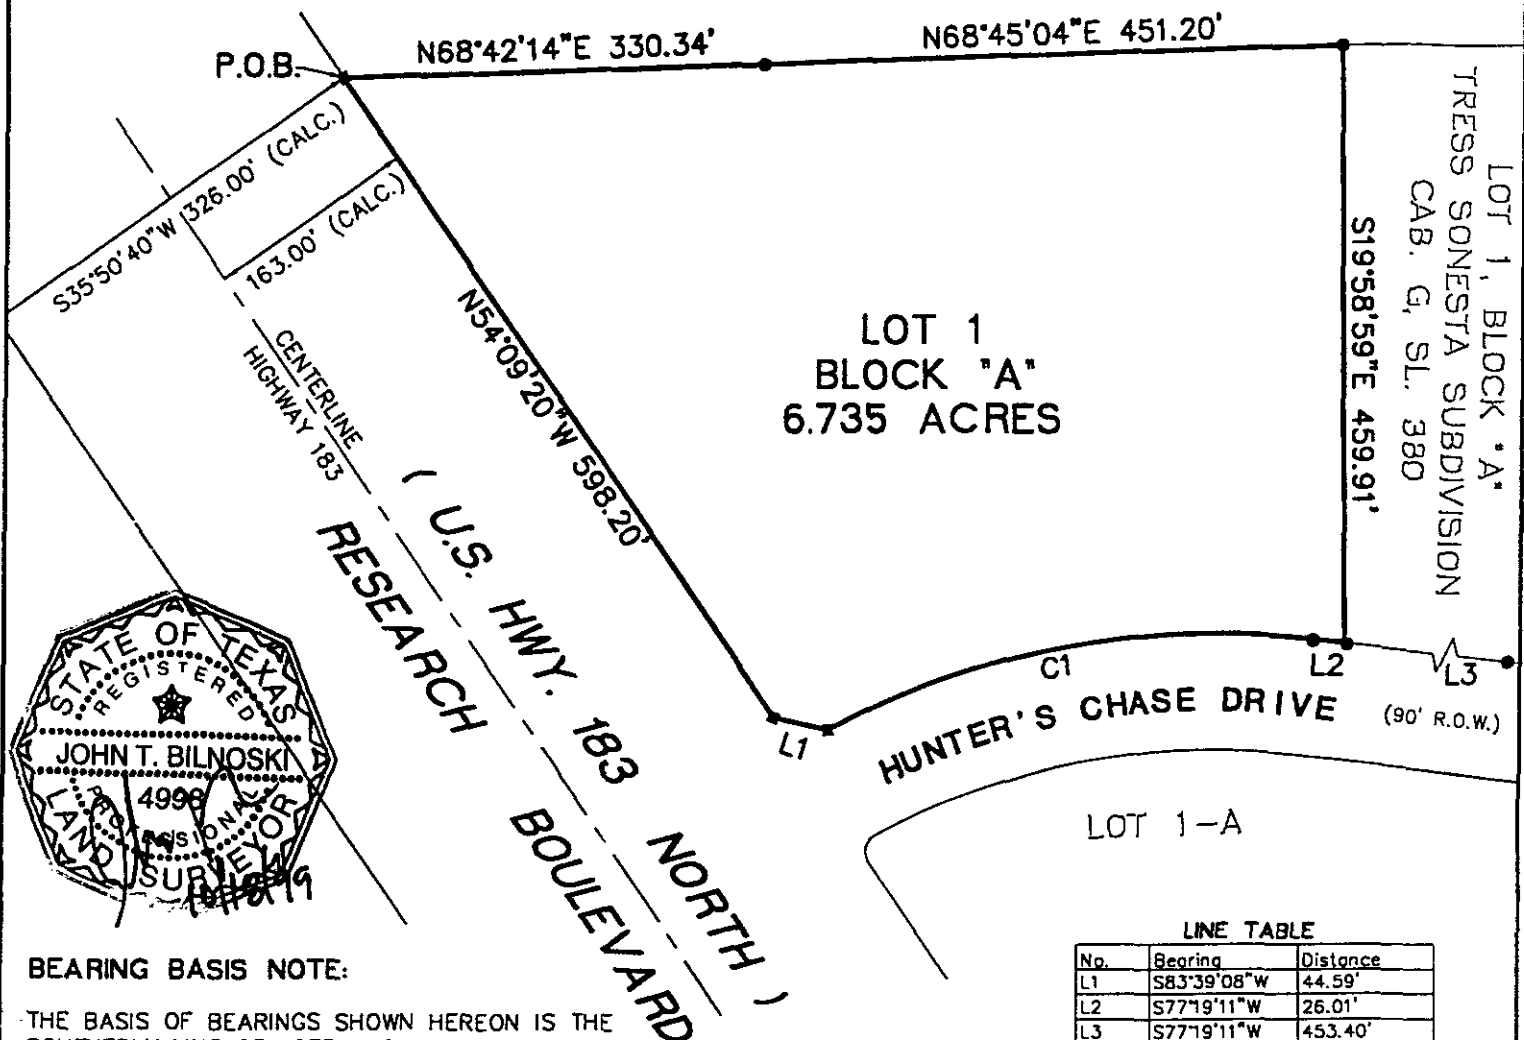 P.O.B.
N68°42'14"E 330.34'
N68°45'04"E 451.20'
S35°50'40"W 326.00' (CALC.)
163.00' (CALC.)
CENTERLINE
HIGHWAY 183
N54°09'20"W 598.20'
LOT 1
BLOCK "A"
6.735 ACRES
S19°58'59"E 459.91'
LOT 1, BLOCK "A"
TRESS SONESTA SUBDIVISION
CAB. G, SL. 380
( U.S. HWY. 183 NORTH )
RESEARCH BOULEVARD
L1
C1
L2
L3
HUNTER'S CHASE DRIVE (90' R.O.W.)
LOT 1-A
STATE OF TEXAS
REGISTERED
JOHN T. BILNOSKI
4998
PROFESSIONAL
LAND SURVEYOR
BEARING BASIS NOTE:
THE BASIS OF BEARINGS SHOWN HEREON IS THE
LINE TABLE
No. Bearing Distance
L1 S83°39'08"W 44.59'
L2 S77°19'11"W 26.01'
L3 S77°19'11"W 453.40'